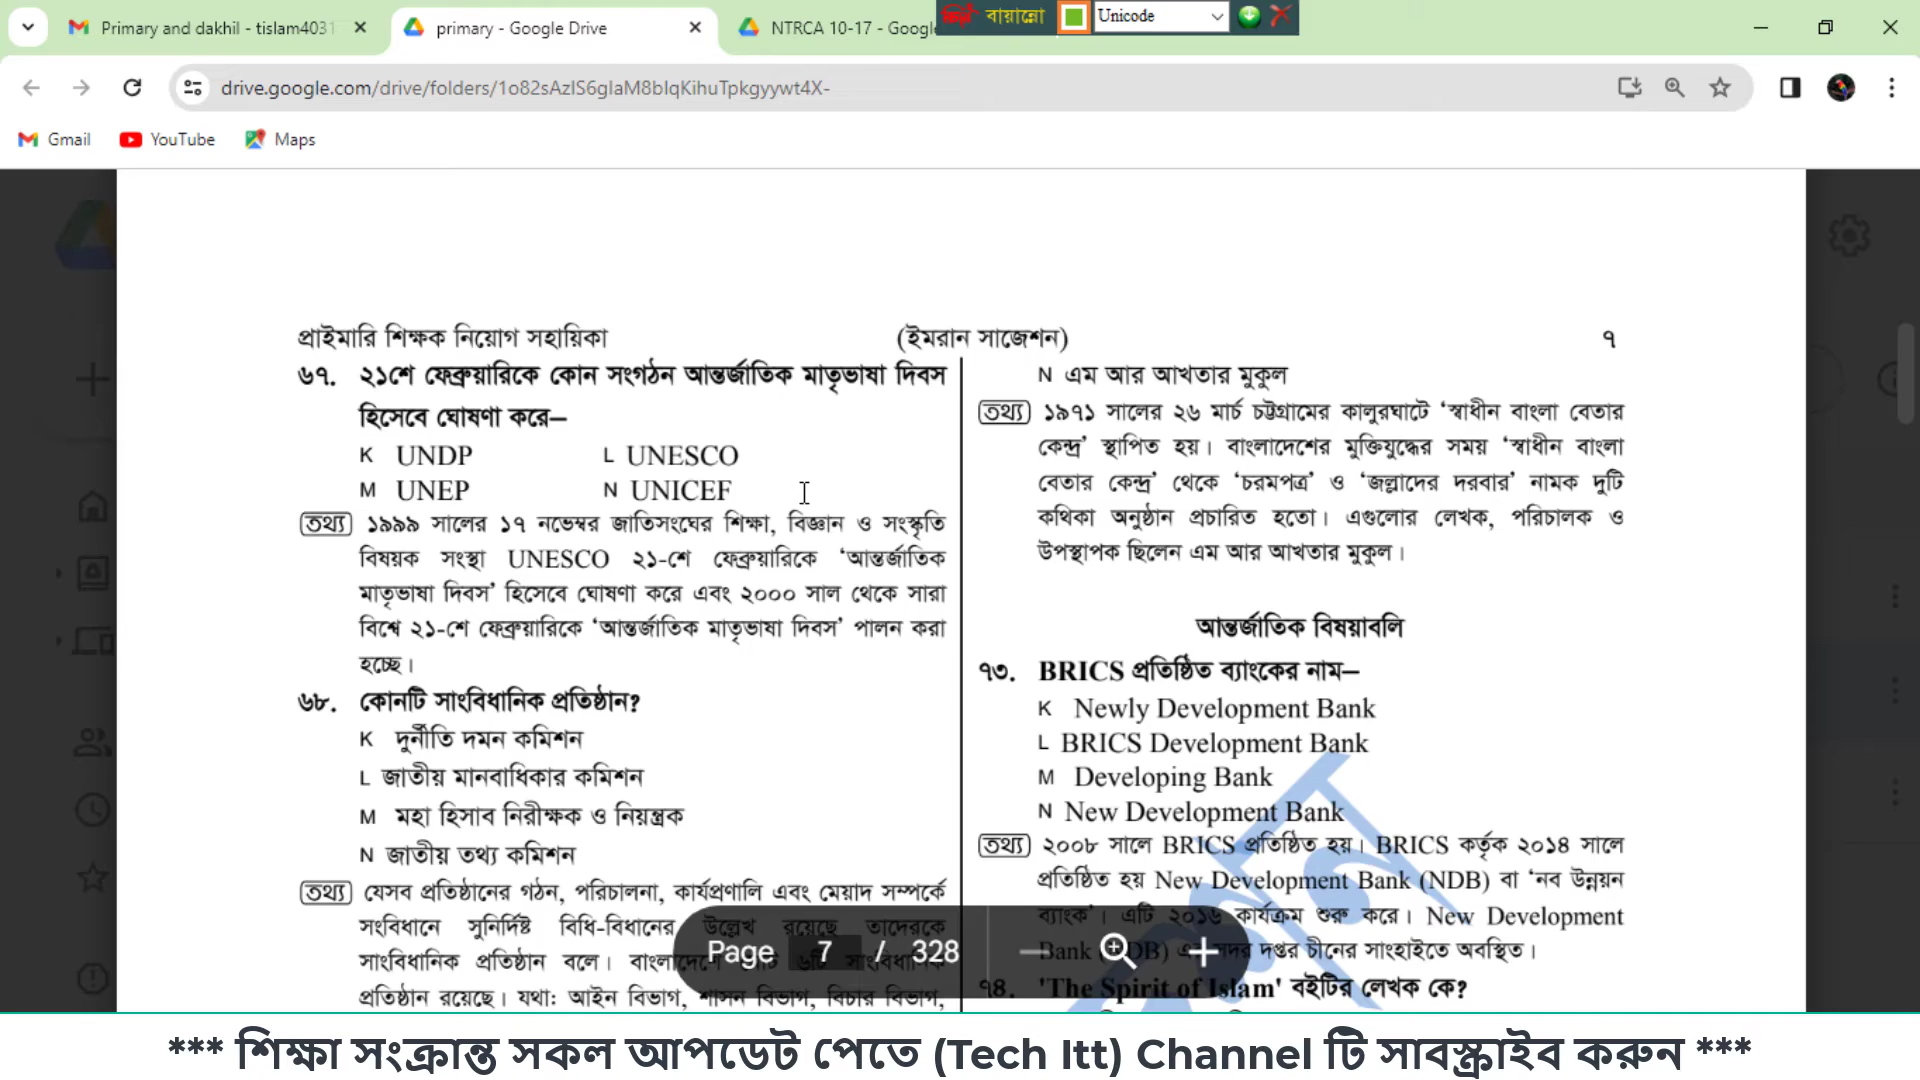 Primary and dakhil - tislam4031
primary - Google Drive
NTRCA 10-17 - Googl
বায়ান্নো
Unicode
drive.google.com/drive/folders/1o82sAzlS6glaM8blqKihuTpkgyywt4X-
Gmail
YouTube
Maps
প্রাইমারি শিক্ষক নিয়োগ সহায়িকা (ইমরান সাজেশন) ৭
৬৭. ২১শে ফেব্রুয়ারিকে কোন সংগঠন আন্তর্জাতিক মাতৃভাষা দিবস
হিসেবে ঘোষণা করে–
K UNDP L UNESCO
M UNEP N UNICEF
তথ্য ১৯৯৯ সালের ১৭ নভেম্বর জাতিসংঘের শিক্ষা, বিজ্ঞান ও সংস্কৃতি
বিষয়ক সংস্থা UNESCO ২১-শে ফেব্রুয়ারিকে ‘আন্তর্জাতিক
মাতৃভাষা দিবস’ হিসেবে ঘোষণা করে এবং ২০০০ সাল থেকে সারা
বিশ্বে ২১-শে ফেব্রুয়ারিকে ‘আন্তর্জাতিক মাতৃভাষা দিবস’ পালন করা
হচ্ছে।
৬৮. কোনটি সাংবিধানিক প্রতিষ্ঠান?
K দুর্নীতি দমন কমিশন
L জাতীয় মানবাধিকার কমিশন
M মহা হিসাব নিরীক্ষক ও নিয়ন্ত্রক
N জাতীয় তথ্য কমিশন
তথ্য যেসব প্রতিষ্ঠানের গঠন, পরিচালনা, কার্যপ্রণালি এবং মেয়াদ সম্পর্কে
সংবিধানে সুনির্দিষ্ট বিধি-বিধানের উল্লেখ রয়েছে তাদেরকে
সাংবিধানিক প্রতিষ্ঠান বলে। বাংলাদেশে মোট ৬টি সাংবিধানিক
প্রতিষ্ঠান রয়েছে। যথা: আইন বিভাগ, শাসন বিভাগ, বিচার বিভাগ,
N এম আর আখতার মুকুল
তথ্য ১৯৭১ সালের ২৬ মার্চ চট্টগ্রামের কালুরঘাটে ‘স্বাধীন বাংলা বেতার
কেন্দ্র’ স্থাপিত হয়। বাংলাদেশের মুক্তিযুদ্ধের সময় ‘স্বাধীন বাংলা
বেতার কেন্দ্র’ থেকে ‘চরমপত্র’ ও ‘জল্লাদের দরবার’ নামক দুটি
কথিকা অনুষ্ঠান প্রচারিত হতো। এগুলোর লেখক, পরিচালক ও
উপস্থাপক ছিলেন এম আর আখতার মুকুল।
আন্তর্জাতিক বিষয়াবলি
৭৩. BRICS প্রতিষ্ঠিত ব্যাংকের নাম–
K Newly Development Bank
L BRICS Development Bank
M Developing Bank
N New Development Bank
তথ্য ২০০৮ সালে BRICS প্রতিষ্ঠিত হয়। BRICS কর্তৃক ২০১৪ সালে
প্রতিষ্ঠিত হয় New Development Bank (NDB) বা ‘নব উন্নয়ন
ব্যাংক’। এটি ২০১৬ কার্যক্রম শুরু করে। New Development
Bank (NDB) এর সদর দপ্তর চীনের সাংহাইতে অবস্থিত।
৭৪. 'The Spirit of Islam' বইটির লেখক কে?
Page 7 / 328
*** শিক্ষা সংক্রান্ত সকল আপডেট পেতে (Tech Itt) Channel টি সাবস্ক্রাইব করুন ***